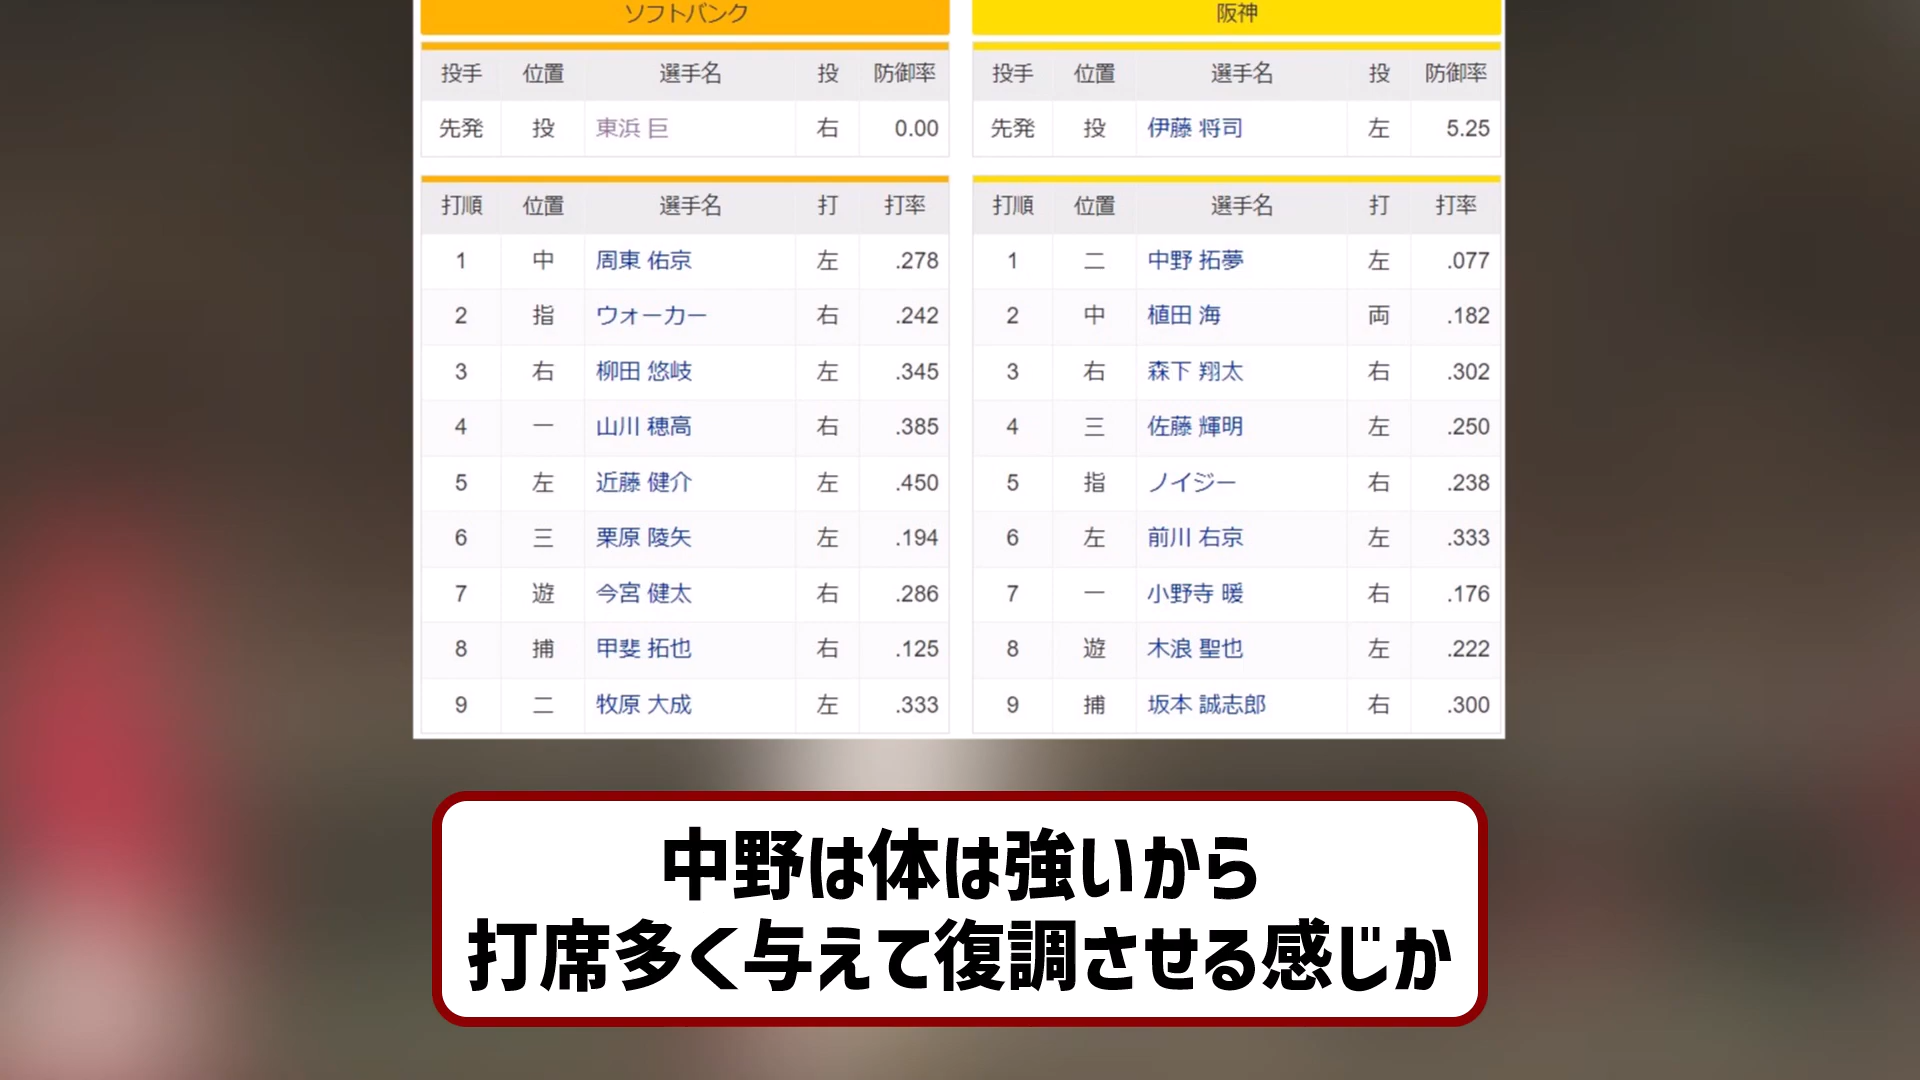 ソフトバンク
投手 位置 選手名 投 防御率
先発 投 東浜 巨 右 0.00
打順 位置 選手名 打 打率
1 中 周東 佑京 左 .278
2 指 ウォーカー 右 .242
3 右 柳田 悠岐 左 .345
4 一 山川 穂高 右 .385
5 左 近藤 健介 左 .450
6 三 栗原 陵矢 左 .194
7 遊 今宮 健太 右 .286
8 捕 甲斐 拓也 右 .125
9 二 牧原 大成 左 .333
阪神
投手 位置 選手名 投 防御率
先発 投 伊藤 将司 左 5.25
打順 位置 選手名 打 打率
1 二 中野 拓夢 左 .077
2 中 植田 海 両 .182
3 右 森下 翔太 右 .302
4 三 佐藤 輝明 左 .250
5 指 ノイジー 右 .238
6 左 前川 右京 左 .333
7 一 小野寺 暖 右 .176
8 遊 木浪 聖也 左 .222
9 捕 坂本 誠志郎 右 .300
中野は体は強いから
打席多く与えて復調させる感じか